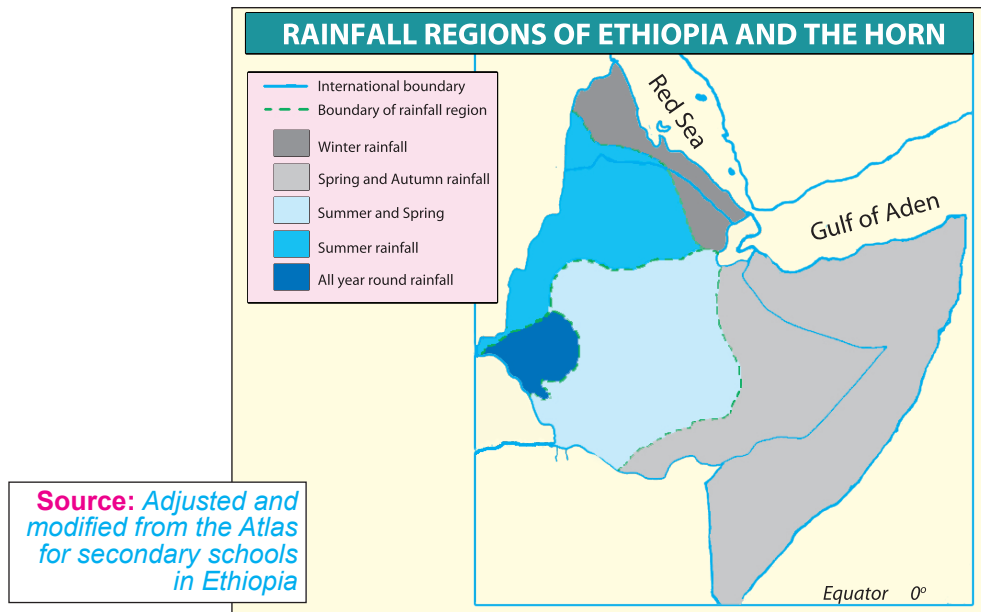 RAINFALL REGIONS OF ETHIOPIA AND THE HORN
International boundary
Boundary of rainfall region
Winter rainfall
Spring and Autumn rainfall
Summer and Spring
Summer rainfall
All year round rainfall
Red Sea
Gulf of Aden
Equator 0º
Source: Adjusted and
modified from the Atlas
for secondary schools
in Ethiopia